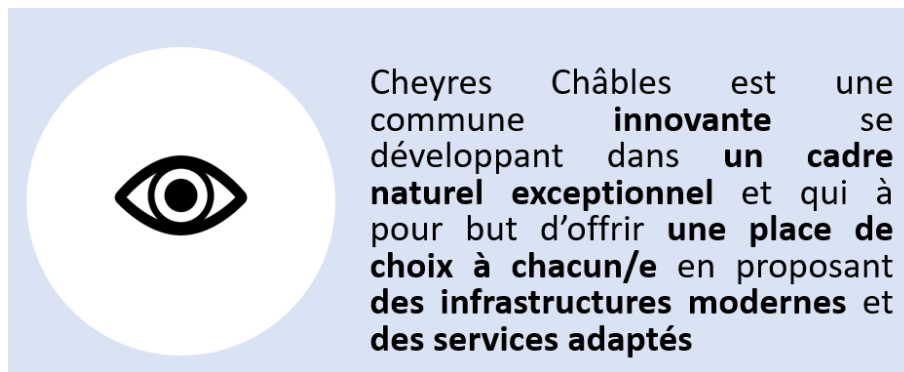 Cheyres Châbles est une
commune innovante se
développant dans un cadre
naturel exceptionnel et qui à
pour but d’offrir une place de
choix à chacun/e en proposant
des infrastructures modernes et
des services adaptés